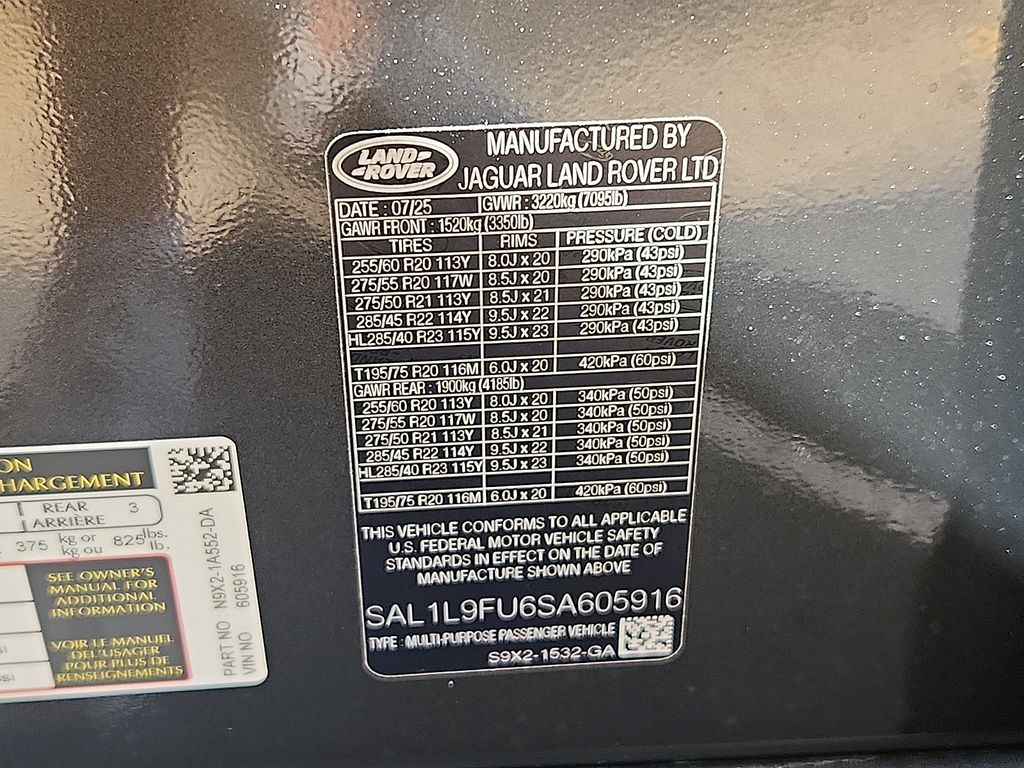 LAND-
-ROVER
MANUFACTURED BY
JAGUAR LAND ROVER LTD
DATE : 07/25 GVWR : 3220kg (7095lb)
GAWR FRONT : 1520kg (3350lb)
TIRES RIMS PRESSURE (COLD)
255/60 R20 113Y 8.0J x 20 290kPa (43psi)
275/55 R20 117W 8.5J x 20 290kPa (43psi)
275/50 R21 113Y 8.5J x 21 290kPa (43psi)
285/45 R22 114Y 9.5J x 22 290kPa (43psi)
HL285/40 R23 115Y 9.5J x 23 290kPa (43psi)
T195/75 R20 116M 6.0J x 20 420kPa (60psi)
GAWR REAR : 1900kg (4185lb)
255/60 R20 113Y 8.0J x 20 340kPa (50psi)
275/55 R20 117W 8.5J x 20 340kPa (50psi)
275/50 R21 113Y 8.5J x 21 340kPa (50psi)
285/45 R22 114Y 9.5J x 22 340kPa (50psi)
HL285/40 R23 115Y 9.5J x 23 340kPa (50psi)
T195/75 R20 116M 6.0J x 20 420kPa (60psi)
THIS VEHICLE CONFORMS TO ALL APPLICABLE
U.S. FEDERAL MOTOR VEHICLE SAFETY
STANDARDS IN EFFECT ON THE DATE OF
MANUFACTURE SHOWN ABOVE
SAL1L9FU6SA605916
TYPE : MULTI-PURPOSE PASSENGER VEHICLE
S9X2-1532-GA
ON
HARGEMENT
REAR 3
ARRIÈRE
375 kg or 825 lbs.
kg ou lb.
SEE OWNER'S
MANUAL FOR
ADDITIONAL
INFORMATION
VOIR LE MANUEL
DE L'USAGER
POUR PLUS DE
RENSEIGNEMENTS
PART NO N9X2-1A552-DA
VIN NO : 605916